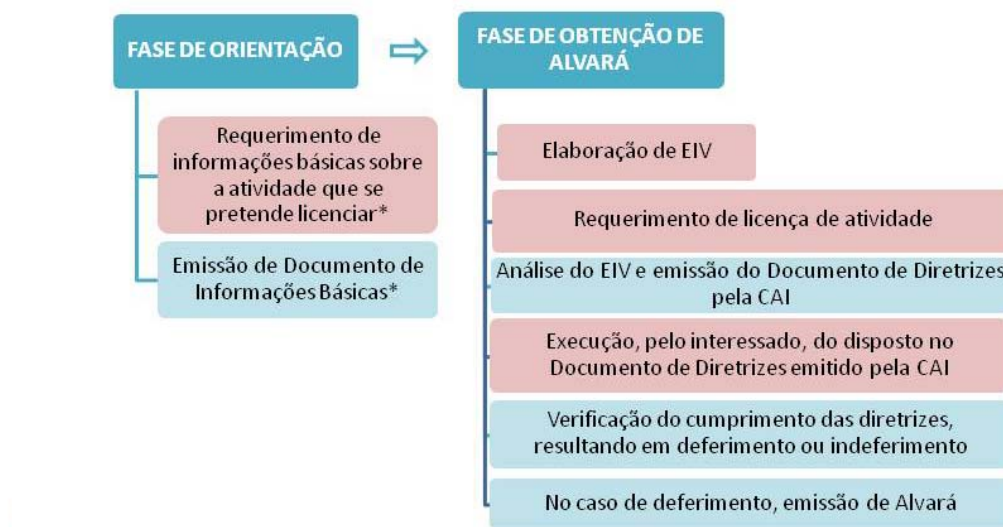 FASE DE ORIENTAÇÃO
Requerimento de
informações básicas sobre
a atividade que se
pretende licenciar*
Emissão de Documento de
Informações Básicas*
FASE DE OBTENÇÃO DE
ALVARÁ
Elaboração de EIV
Requerimento de licença de atividade
Análise do EIV e emissão do Documento de Diretrizes
pela CAI
Execução, pelo interessado, do disposto no
Documento de Diretrizes emitido pela CAI
Verificação do cumprimento das diretrizes,
resultando em deferimento ou indeferimento
No caso de deferimento, emissão de Alvará